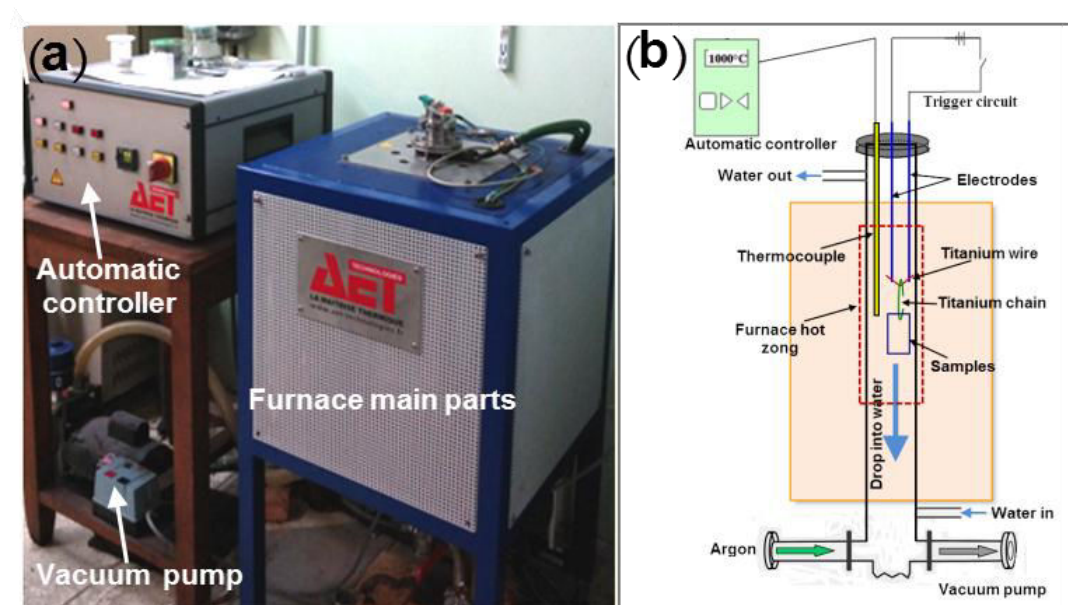 (a)
AET
Automatic
controller
Vacuum pump
TECHNOLOGIES
AET
LA MAITRISE THERMIQUE
Furnace main parts
(b)
1000°C
Trigger circuit
Automatic controller
Water out
Electrodes
Thermocouple
Titanium wire
Titanium chain
Furnace hot
zong
Samples
Drop into water
Water in
Argon
Vacuum pump